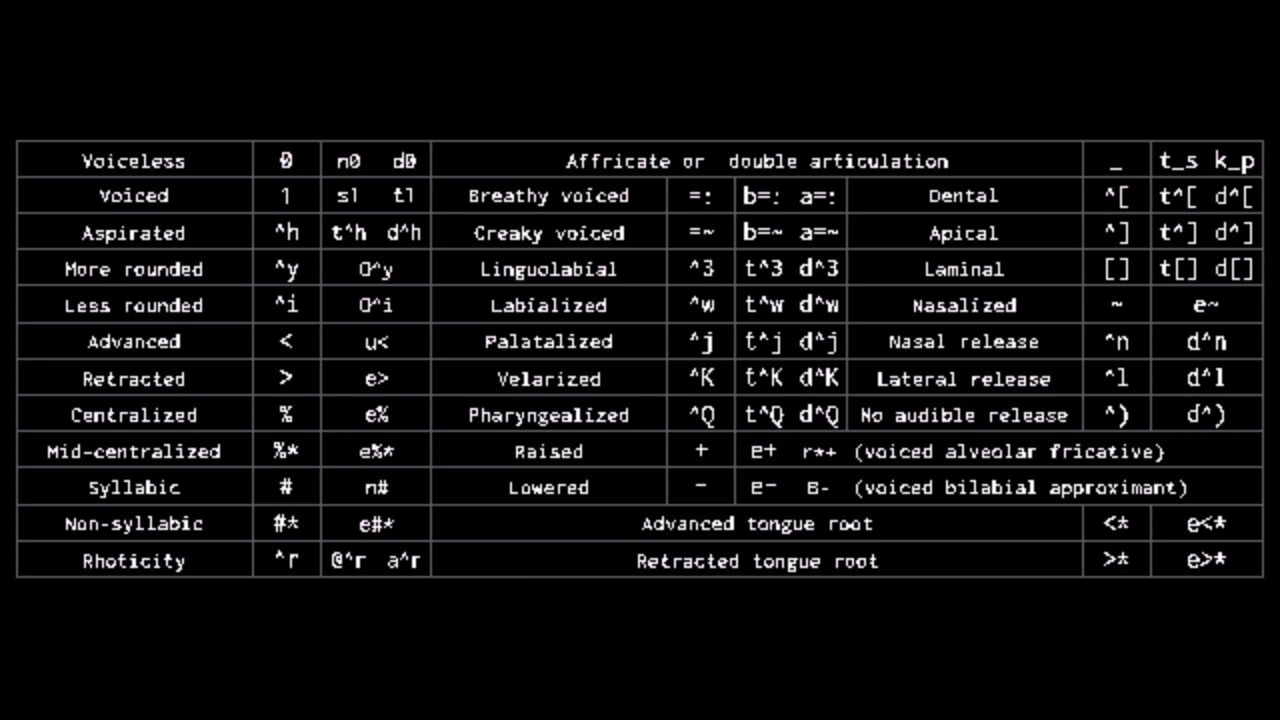 Voiceless 0 n0 d0 Affricate or double articulation _ t_s k_p
Voiced 1 s1 t1 Breathy voiced =: b=: a=: Dental ^[ t^[ d^[
Aspirated ^h t^h d^h Creaky voiced =~ b=~ a=~ Apical ^] t^] d^]
More rounded ^y O^y Linguolabial ^3 t^3 d^3 Laminal [] t[] d[]
Less rounded ^i O^i Labialized ^w t^w d^w Nasalized ~ e~
Advanced < u< Palatalized ^j t^j d^j Nasal release ^n d^n
Retracted > e> Velarized ^K t^K d^K Lateral release ^l d^l
Centralized % e% Pharyngealized ^Q t^Q d^Q No audible release ^) d^)
Mid-centralized %* e%* Raised + e+ r*+ (voiced alveolar fricative)
Syllabic # n# Lowered - e- B- (voiced bilabial approximant)
Non-syllabic #* e#* Advanced tongue root <* e<*
Rhoticity ^r @^r a^r Retracted tongue root >* e>*